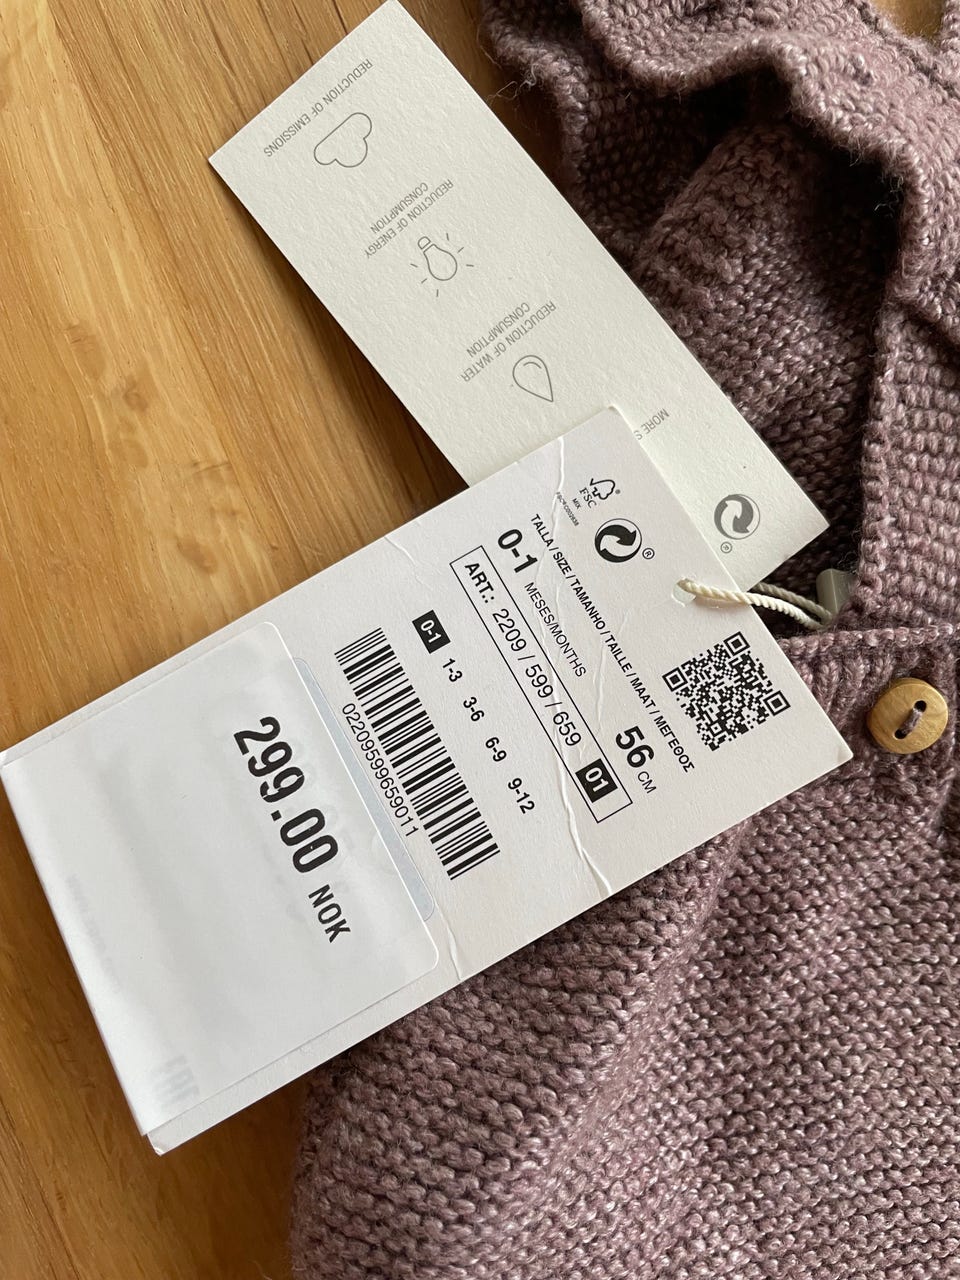 REDUCTION OF EMISSIONS
REDUCTION OF ENERGY
CONSUMPTION
REDUCTION OF WATER
CONSUMPTION
MORE S
®
FSC
MIX
®
TALLA / SIZE / TAMANHO / TAILLE / MAAT / ΜΕΓΕΘΟΣ
0-1 MESES/MONTHS 56 CM
ART.: 2209 / 599 / 659 01
0-1 1-3 3-6 6-9 9-12
02209599659011
299.00 NOK